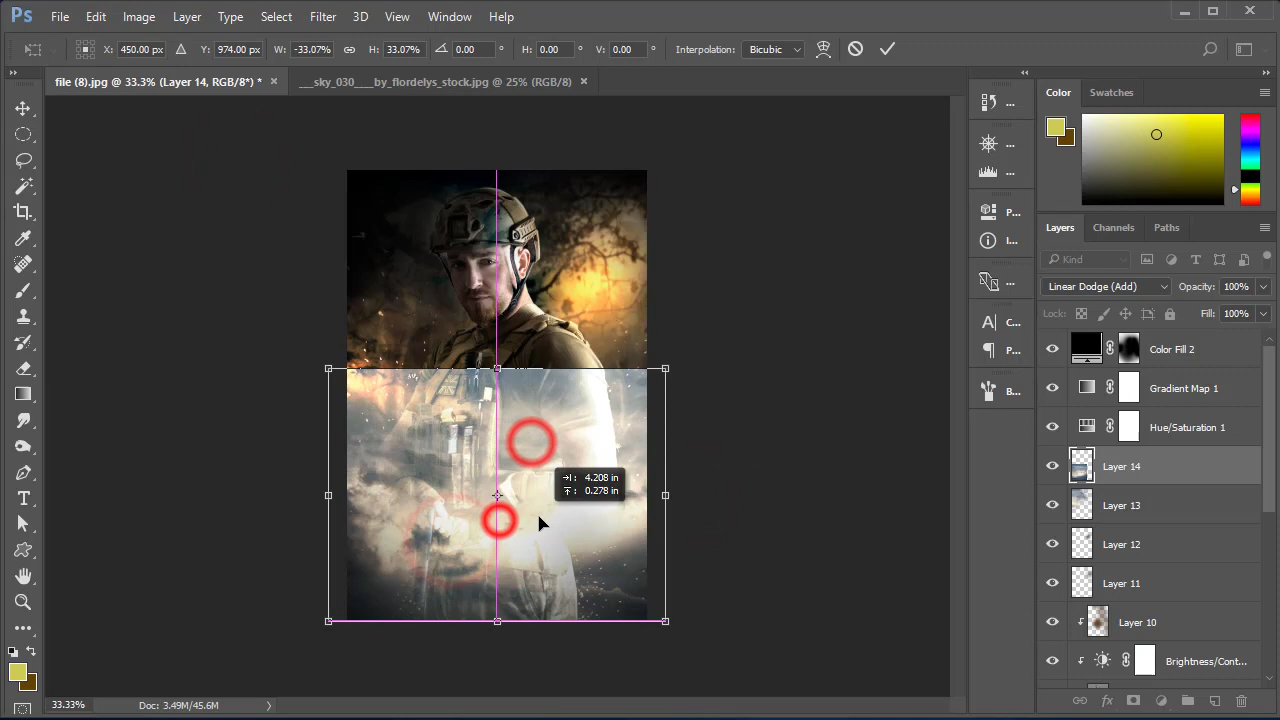 Ps File Edit Image Layer Type Select Filter 3D View Window Help
X: 450.00 px Y: 974.00 px W: -33.07% H: 33.07% 0.00 ° H: 0.00 ° V: 0.00 ° Interpolation: Bicubic
file (8).jpg @ 33.3% (Layer 14, RGB/8*) * × ___sky_030___by_flordelys_stock.jpg @ 25% (RGB/8) ×
Color Swatches
...
...
...
P...
I...
...
A| C...
¶ P...
B...
Layers Channels Paths
Kind
Linear Dodge (Add) Opacity: 100%
Lock: Fill: 100%
Color Fill 2
Gradient Map 1
Hue/Saturation 1
Layer 14
Layer 13
Layer 12
Layer 11
Layer 10
Brightness/Cont...
4.208 in
0.278 in
33.33% Doc: 3.49M/45.6M